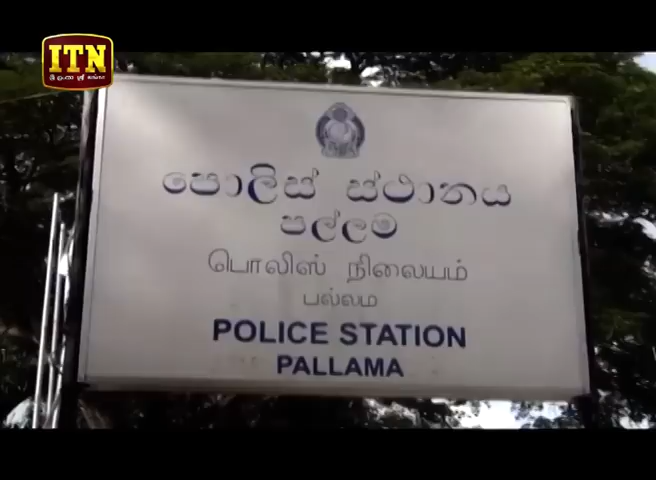 ITN
පොලිස් ස්ථානය
පල්ලම
பொலிஸ் நிலையம்
பல்லம
POLICE STATION
PALLAMA